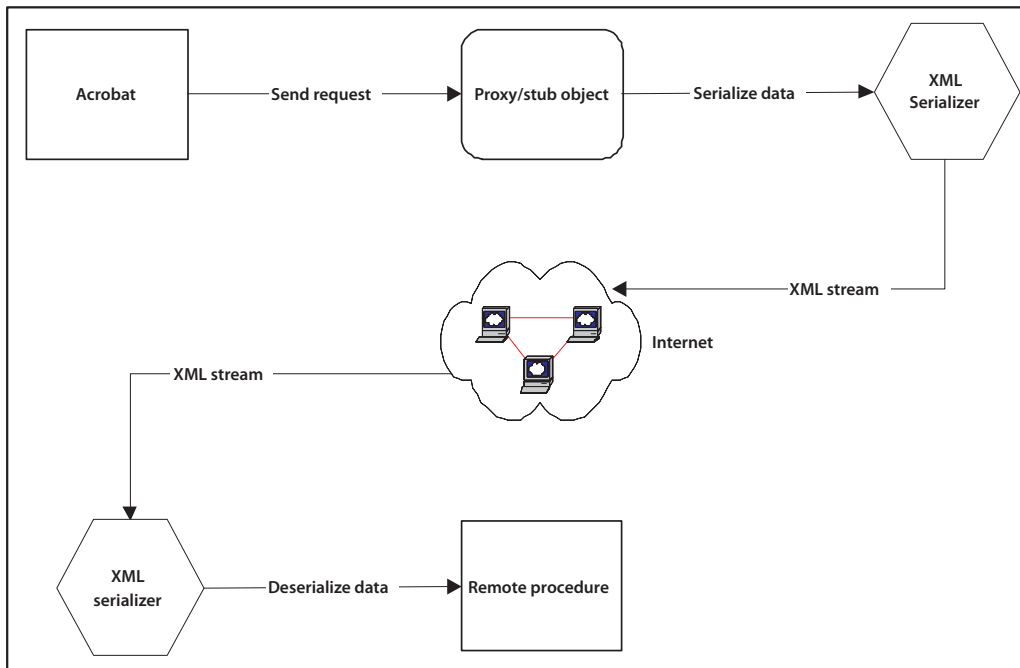 Acrobat
Send request
Proxy/stub object
Serialize data
XML
Serializer
XML stream
Internet
XML stream
XML
serializer
Deserialize data
Remote procedure